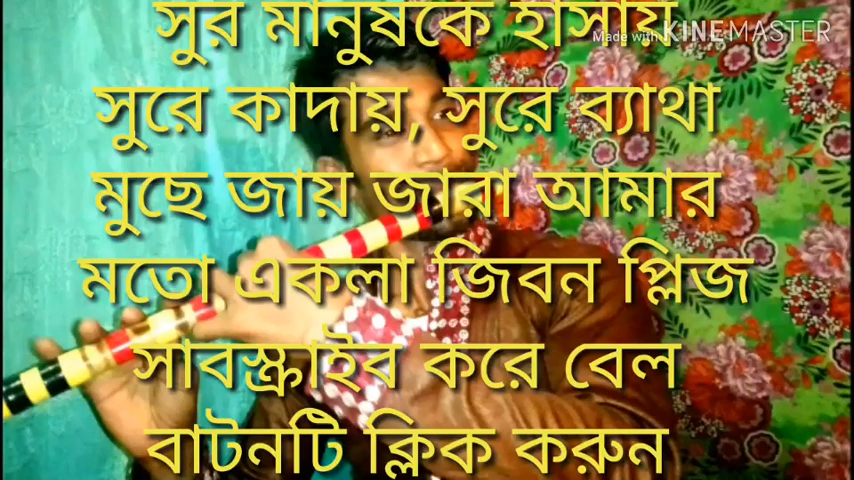 সুর মানুষকে হাসায়
Made with KINEMASTER
সুরে কাদায়, সুরে ব্যাথা
মুছে জায় জারা আমার
মতো একলা জিবন প্লিজ
সাবস্ক্রাইব করে বেল
বাটনটি ক্লিক করুন